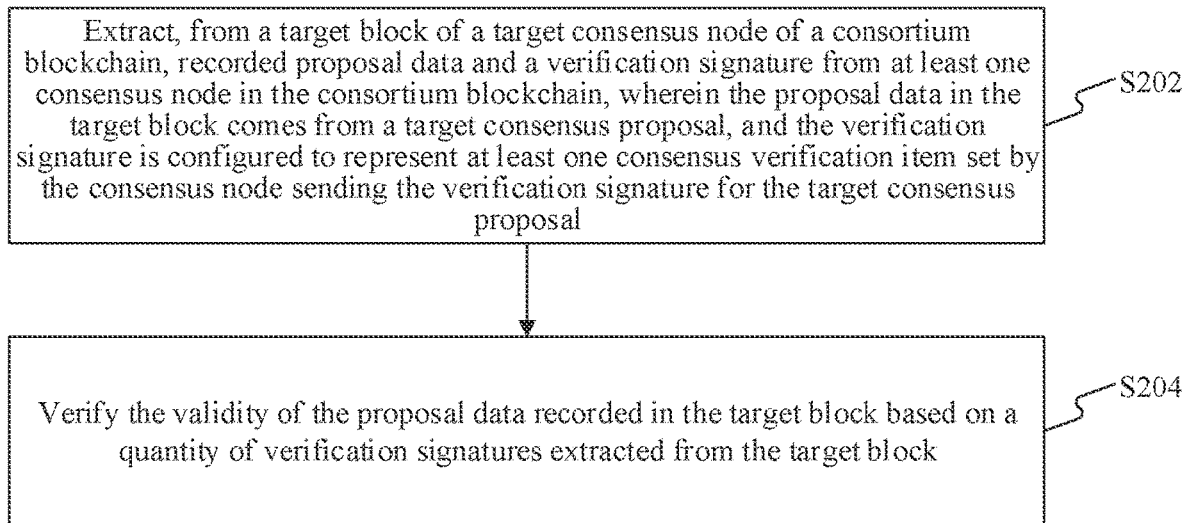 Extract, from a target block of a target consensus node of a consortium
blockchain, recorded proposal data and a verification signature from at least one
consensus node in the consortium blockchain, wherein the proposal data in the
target block comes from a target consensus proposal, and the verification
signature is configured to represent at least one consensus verification item set by
the consensus node sending the verification signature for the target consensus
proposal
S202
Verify the validity of the proposal data recorded in the target block based on a
quantity of verification signatures extracted from the target block
S204